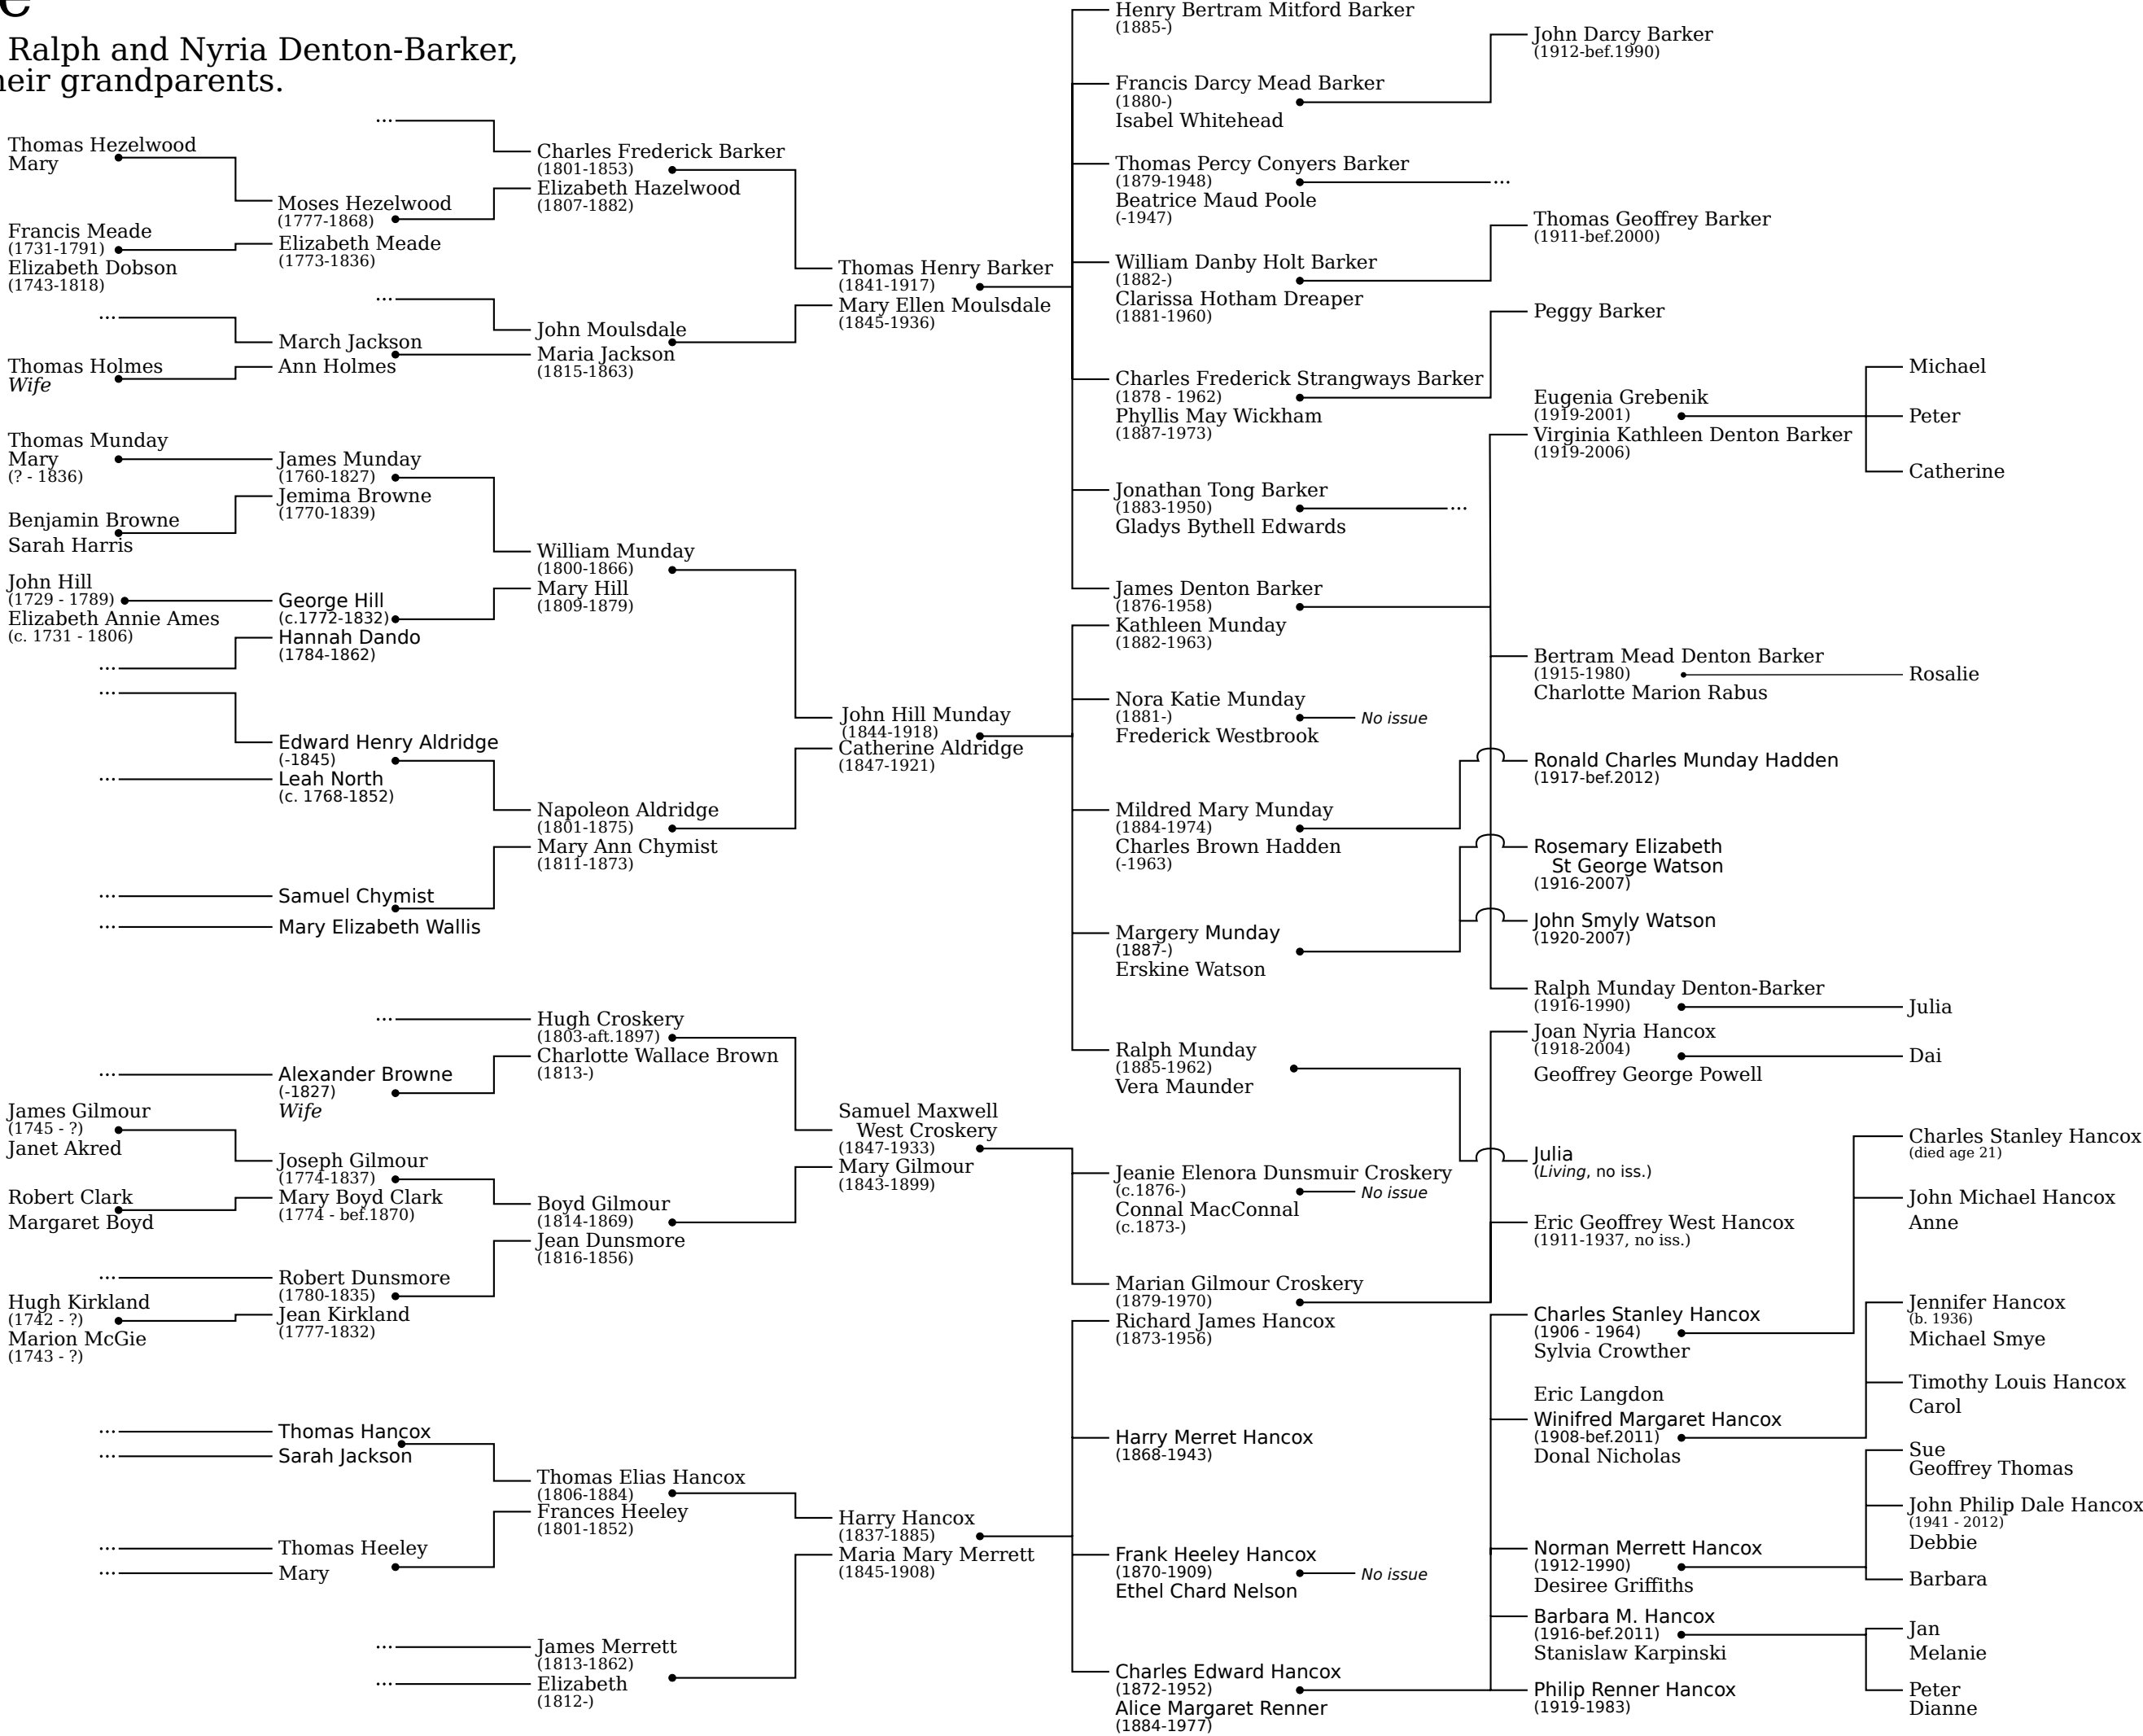 e
Ralph and Nyria Denton-Barker,
heir grandparents.
Thomas Hezelwood
Mary
Francis Meade
(1731-1791)
Elizabeth Dobson
(1743-1818)
...
Thomas Holmes
Wife
Thomas Munday
Mary
(? - 1836)
Benjamin Browne
Sarah Harris
John Hill
(1729 - 1789)
Elizabeth Annie Ames
(c. 1731 - 1806)
...
...
...
...
...
...
James Gilmour
(1745 - ?)
Janet Akred
Robert Clark
Margaret Boyd
...
Hugh Kirkland
(1742 - ?)
Marion McGie
(1743 - ?)
...
...
...
...
...
Moses Hezelwood
(1777-1868)
Elizabeth Meade
(1773-1836)
...
March Jackson
Ann Holmes
James Munday
(1760-1827)
Jemima Browne
(1770-1839)
George Hill
(c.1772-1832)
Hannah Dando
(1784-1862)
Edward Henry Aldridge
(-1845)
Leah North
(c. 1768-1852)
Samuel Chymist
Mary Elizabeth Wallis
...
Alexander Browne
(-1827)
Wife
Joseph Gilmour
(1774-1837)
Mary Boyd Clark
(1774 - bef.1870)
Robert Dunsmore
(1780-1835)
Jean Kirkland
(1777-1832)
Thomas Hancox
Sarah Jackson
Thomas Heeley
Mary
...
...
Charles Frederick Barker
(1801-1853)
Elizabeth Hazelwood
(1807-1882)
John Moulsdale
Maria Jackson
(1815-1863)
William Munday
(1800-1866)
Mary Hill
(1809-1879)
Napoleon Aldridge
(1801-1875)
Mary Ann Chymist
(1811-1873)
Hugh Croskery
(1803-aft.1897)
Charlotte Wallace Brown
(1813-)
Boyd Gilmour
(1814-1869)
Jean Dunsmore
(1816-1856)
Thomas Elias Hancox
(1806-1884)
Frances Heeley
(1801-1852)
James Merrett
(1813-1862)
Elizabeth
(1812-)
Thomas Henry Barker
(1841-1917)
Mary Ellen Moulsdale
(1845-1936)
John Hill Munday
(1844-1918)
Catherine Aldridge
(1847-1921)
Samuel Maxwell
West Croskery
(1847-1933)
Mary Gilmour
(1843-1899)
Harry Hancox
(1837-1885)
Maria Mary Merrett
(1845-1908)
Henry Bertram Mitford Barker
(1885-)
Francis Darcy Mead Barker
(1880-)
Isabel Whitehead
Thomas Percy Conyers Barker
(1879-1948)
...
Beatrice Maud Poole
(-1947)
William Danby Holt Barker
(1882-)
Clarissa Hotham Dreaper
(1881-1960)
Charles Frederick Strangways Barker
(1878 - 1962)
Phyllis May Wickham
(1887-1973)
Jonathan Tong Barker
(1883-1950)
...
Gladys Bythell Edwards
James Denton Barker
(1876-1958)
Kathleen Munday
(1882-1963)
Nora Katie Munday
(1881-)
No issue
Frederick Westbrook
Mildred Mary Munday
(1884-1974)
Charles Brown Hadden
(-1963)
Margery Munday
(1887-)
Erskine Watson
Ralph Munday
(1885-1962)
Vera Maunder
Jeanie Elenora Dunsmuir Croskery
(c.1876-)
No issue
Connal MacConnal
(c.1873-)
Marian Gilmour Croskery
(1879-1970)
Richard James Hancox
(1873-1956)
Harry Merret Hancox
(1868-1943)
Frank Heeley Hancox
(1870-1909)
No issue
Ethel Chard Nelson
Charles Edward Hancox
(1872-1952)
Alice Margaret Renner
(1884-1977)
John Darcy Barker
(1912-bef.1990)
Thomas Geoffrey Barker
(1911-bef.2000)
Peggy Barker
Eugenia Grebenik
(1919-2001)
Virginia Kathleen Denton Barker
(1919-2006)
Bertram Mead Denton Barker
(1915-1980)
Charlotte Marion Rabus
Ronald Charles Munday Hadden
(1917-bef.2012)
Rosemary Elizabeth
St George Watson
(1916-2007)
John Smyly Watson
(1920-2007)
Ralph Munday Denton-Barker
(1916-1990)
Joan Nyria Hancox
(1918-2004)
Geoffrey George Powell
Julia
(Living, no iss.)
Eric Geoffrey West Hancox
(1911-1937, no iss.)
Charles Stanley Hancox
(1906 - 1964)
Sylvia Crowther
Eric Langdon
Winifred Margaret Hancox
(1908-bef.2011)
Donal Nicholas
Norman Merrett Hancox
(1912-1990)
Desiree Griffiths
Barbara M. Hancox
(1916-bef.2011)
Stanislaw Karpinski
Philip Renner Hancox
(1919-1983)
Michael
Peter
Catherine
Rosalie
Julia
Dai
Charles Stanley Hancox
(died age 21)
John Michael Hancox
Anne
Jennifer Hancox
(b. 1936)
Michael Smye
Timothy Louis Hancox
Carol
Sue
Geoffrey Thomas
John Philip Dale Hancox
(1941 - 2012)
Debbie
Barbara
Jan
Melanie
Peter
Dianne